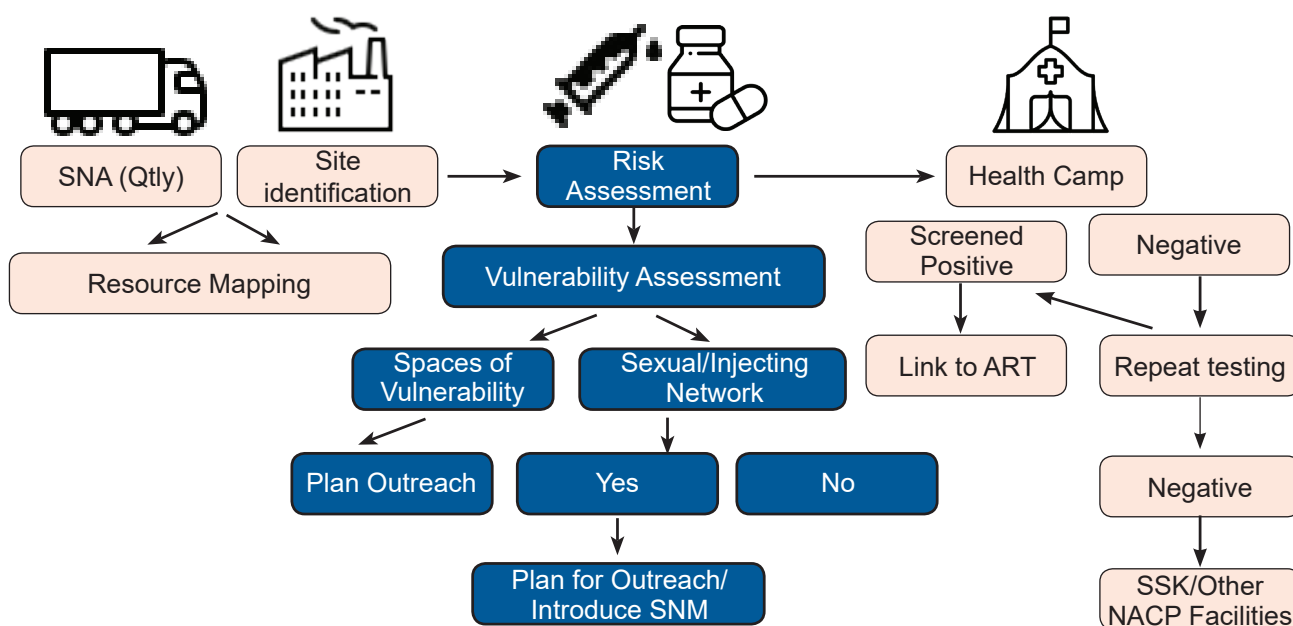 SNA (Qtly)
Site
identification
Risk
Assessment
Health Camp
Resource Mapping
Vulnerability Assessment
Screened
Positive
Negative
Spaces of
Vulnerability
Sexual/Injecting
Network
Link to ART
Repeat testing
Plan Outreach
Yes
No
Negative
Plan for Outreach/
Introduce SNM
SSK/Other
NACP Facilities